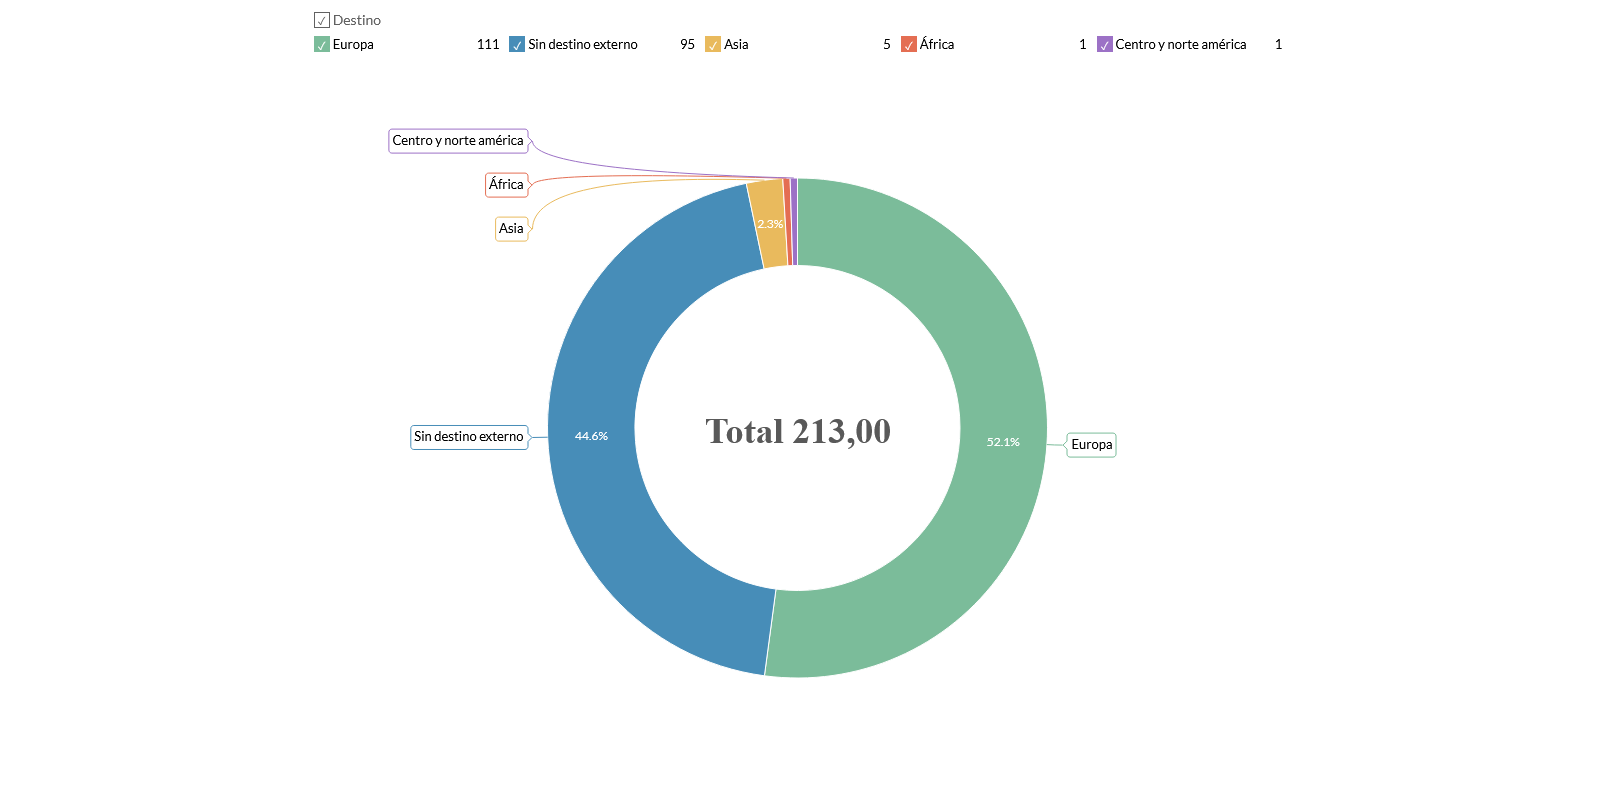 Destino
Europa 111 Sin destino externo 95 Asia 5 África 1 Centro y norte américa 1
Centro y norte américa
África
Asia
2.3%
Sin destino externo
44.6%
Total 213,00
52.1%
Europa